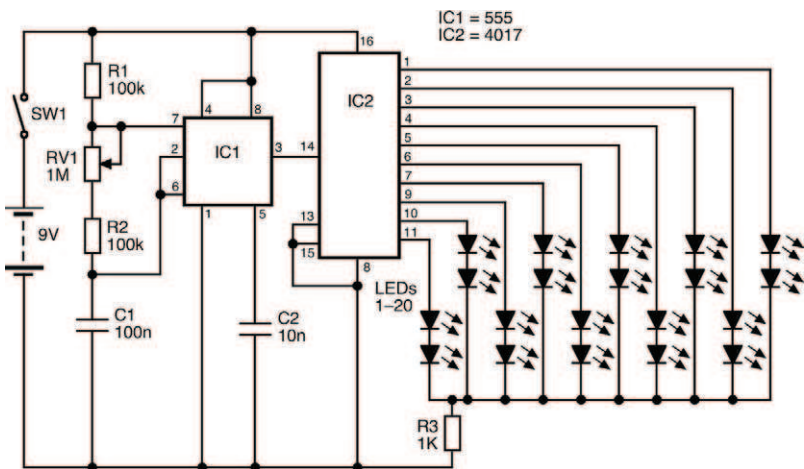 IC1 = 555
IC2 = 4017
16
R1
100k
SW1
4
8
7
2
6
IC1
3
1
5
RV1
1M
R2
100k
9V
C1
100n
C2
10n
IC2
14
13
15
8
1
2
3
4
5
6
7
9
10
11
LEDs
1–20
R3
1K